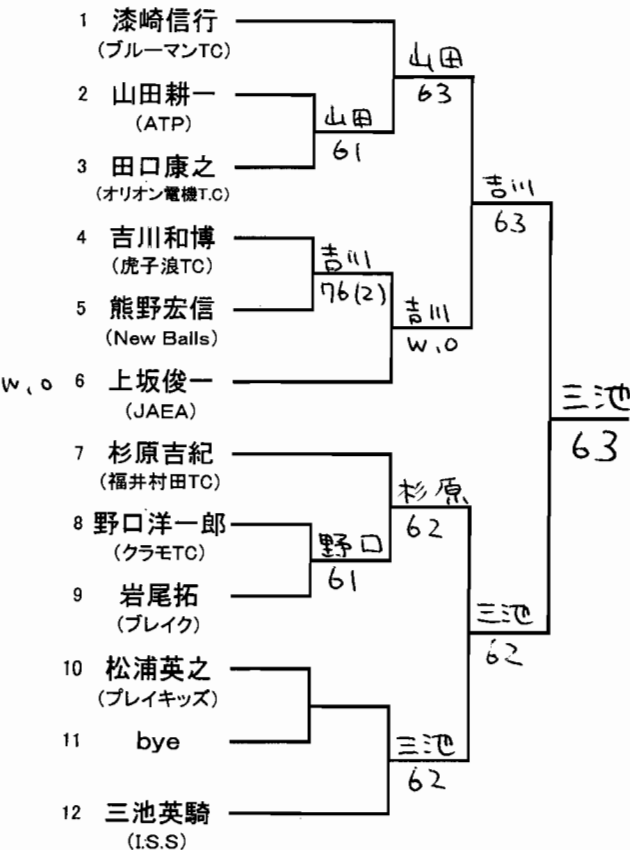 1 漆崎信行
(ブルーマンTC)
山田
63
2 山田耕一
(ATP)
山田
61
3 田口康之
(オリオン電機T.C)
吉川
63
4 吉川和博
(虎子浪TC)
吉川
76(2)
5 熊野宏信
(New Balls)
吉川
W.O
W.O 6 上坂俊一
(JAEA)
三池
63
7 杉原吉紀
(福井村田TC)
杉原
62
8 野口洋一郎
(クラモTC)
野口
61
9 岩尾拓
(ブレイク)
三池
62
10 松浦英之
(プレイキッズ)
11 bye
三池
62
12 三池英騎
(I.S.S)